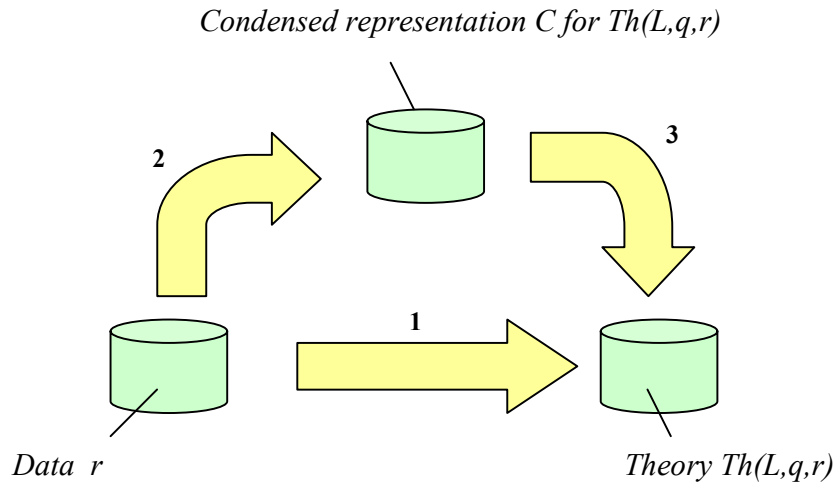 Condensed representation C for Th(L,q,r)
2
3
1
Data r
Theory Th(L,q,r)